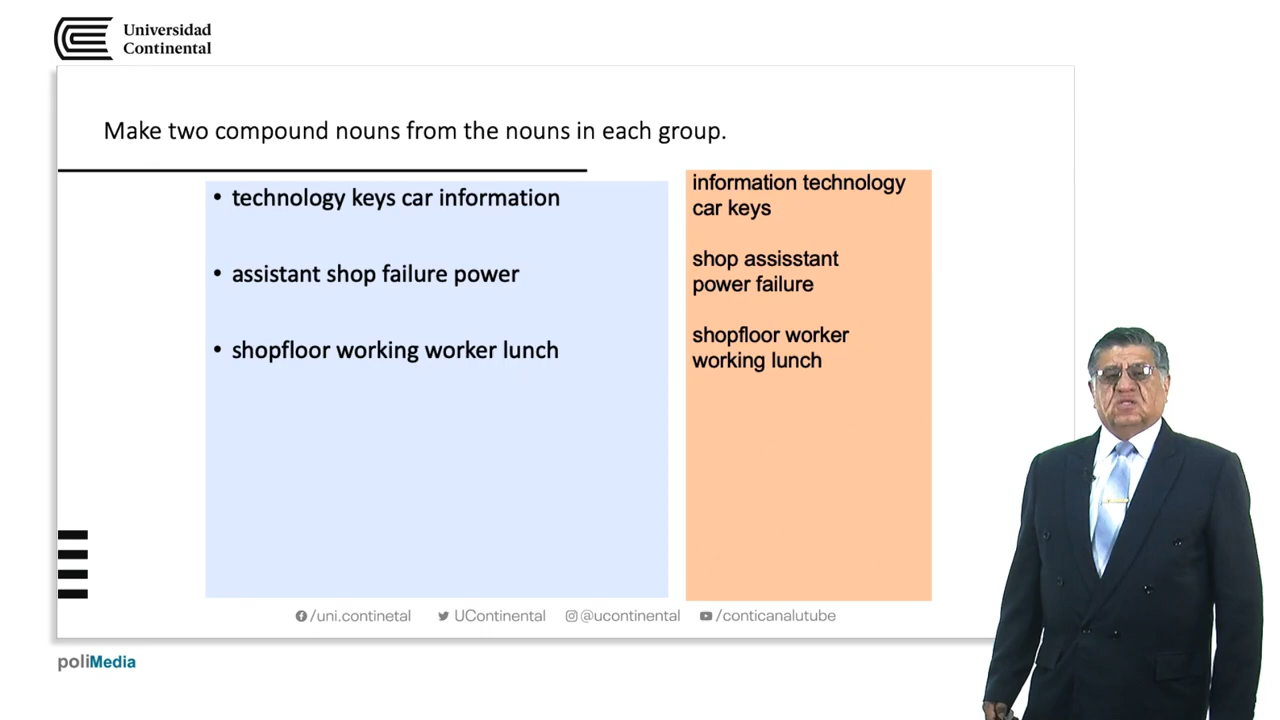 Universidad
Continental
Make two compound nouns from the nouns in each group.
• technology keys car information
• assistant shop failure power
• shopfloor working worker lunch
information technology
car keys
shop assisstant
power failure
shopfloor worker
working lunch
/uni.continetal UContinental @ucontinental /conticanalutube
poliMedia